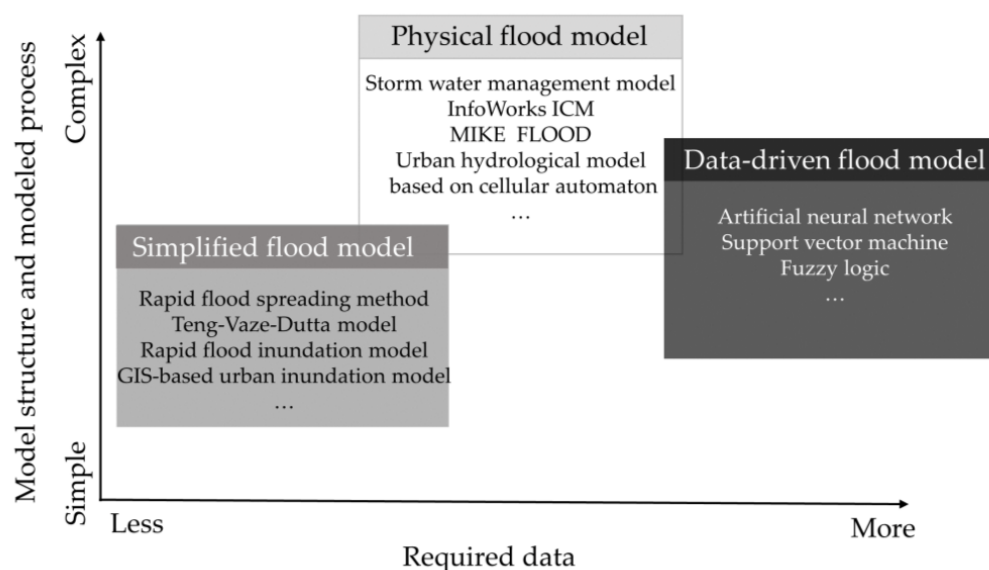 Model structure and modeled process
Complex
Simple
Physical flood model
Storm water management model
InfoWorks ICM
MIKE FLOOD
Urban hydrological model
based on cellular automaton
…
Data-driven flood model
Artificial neural network
Support vector machine
Fuzzy logic
…
Simplified flood model
Rapid flood spreading method
Teng-Vaze-Dutta model
Rapid flood inundation model
GIS-based urban inundation model
…
Less
More
Required data